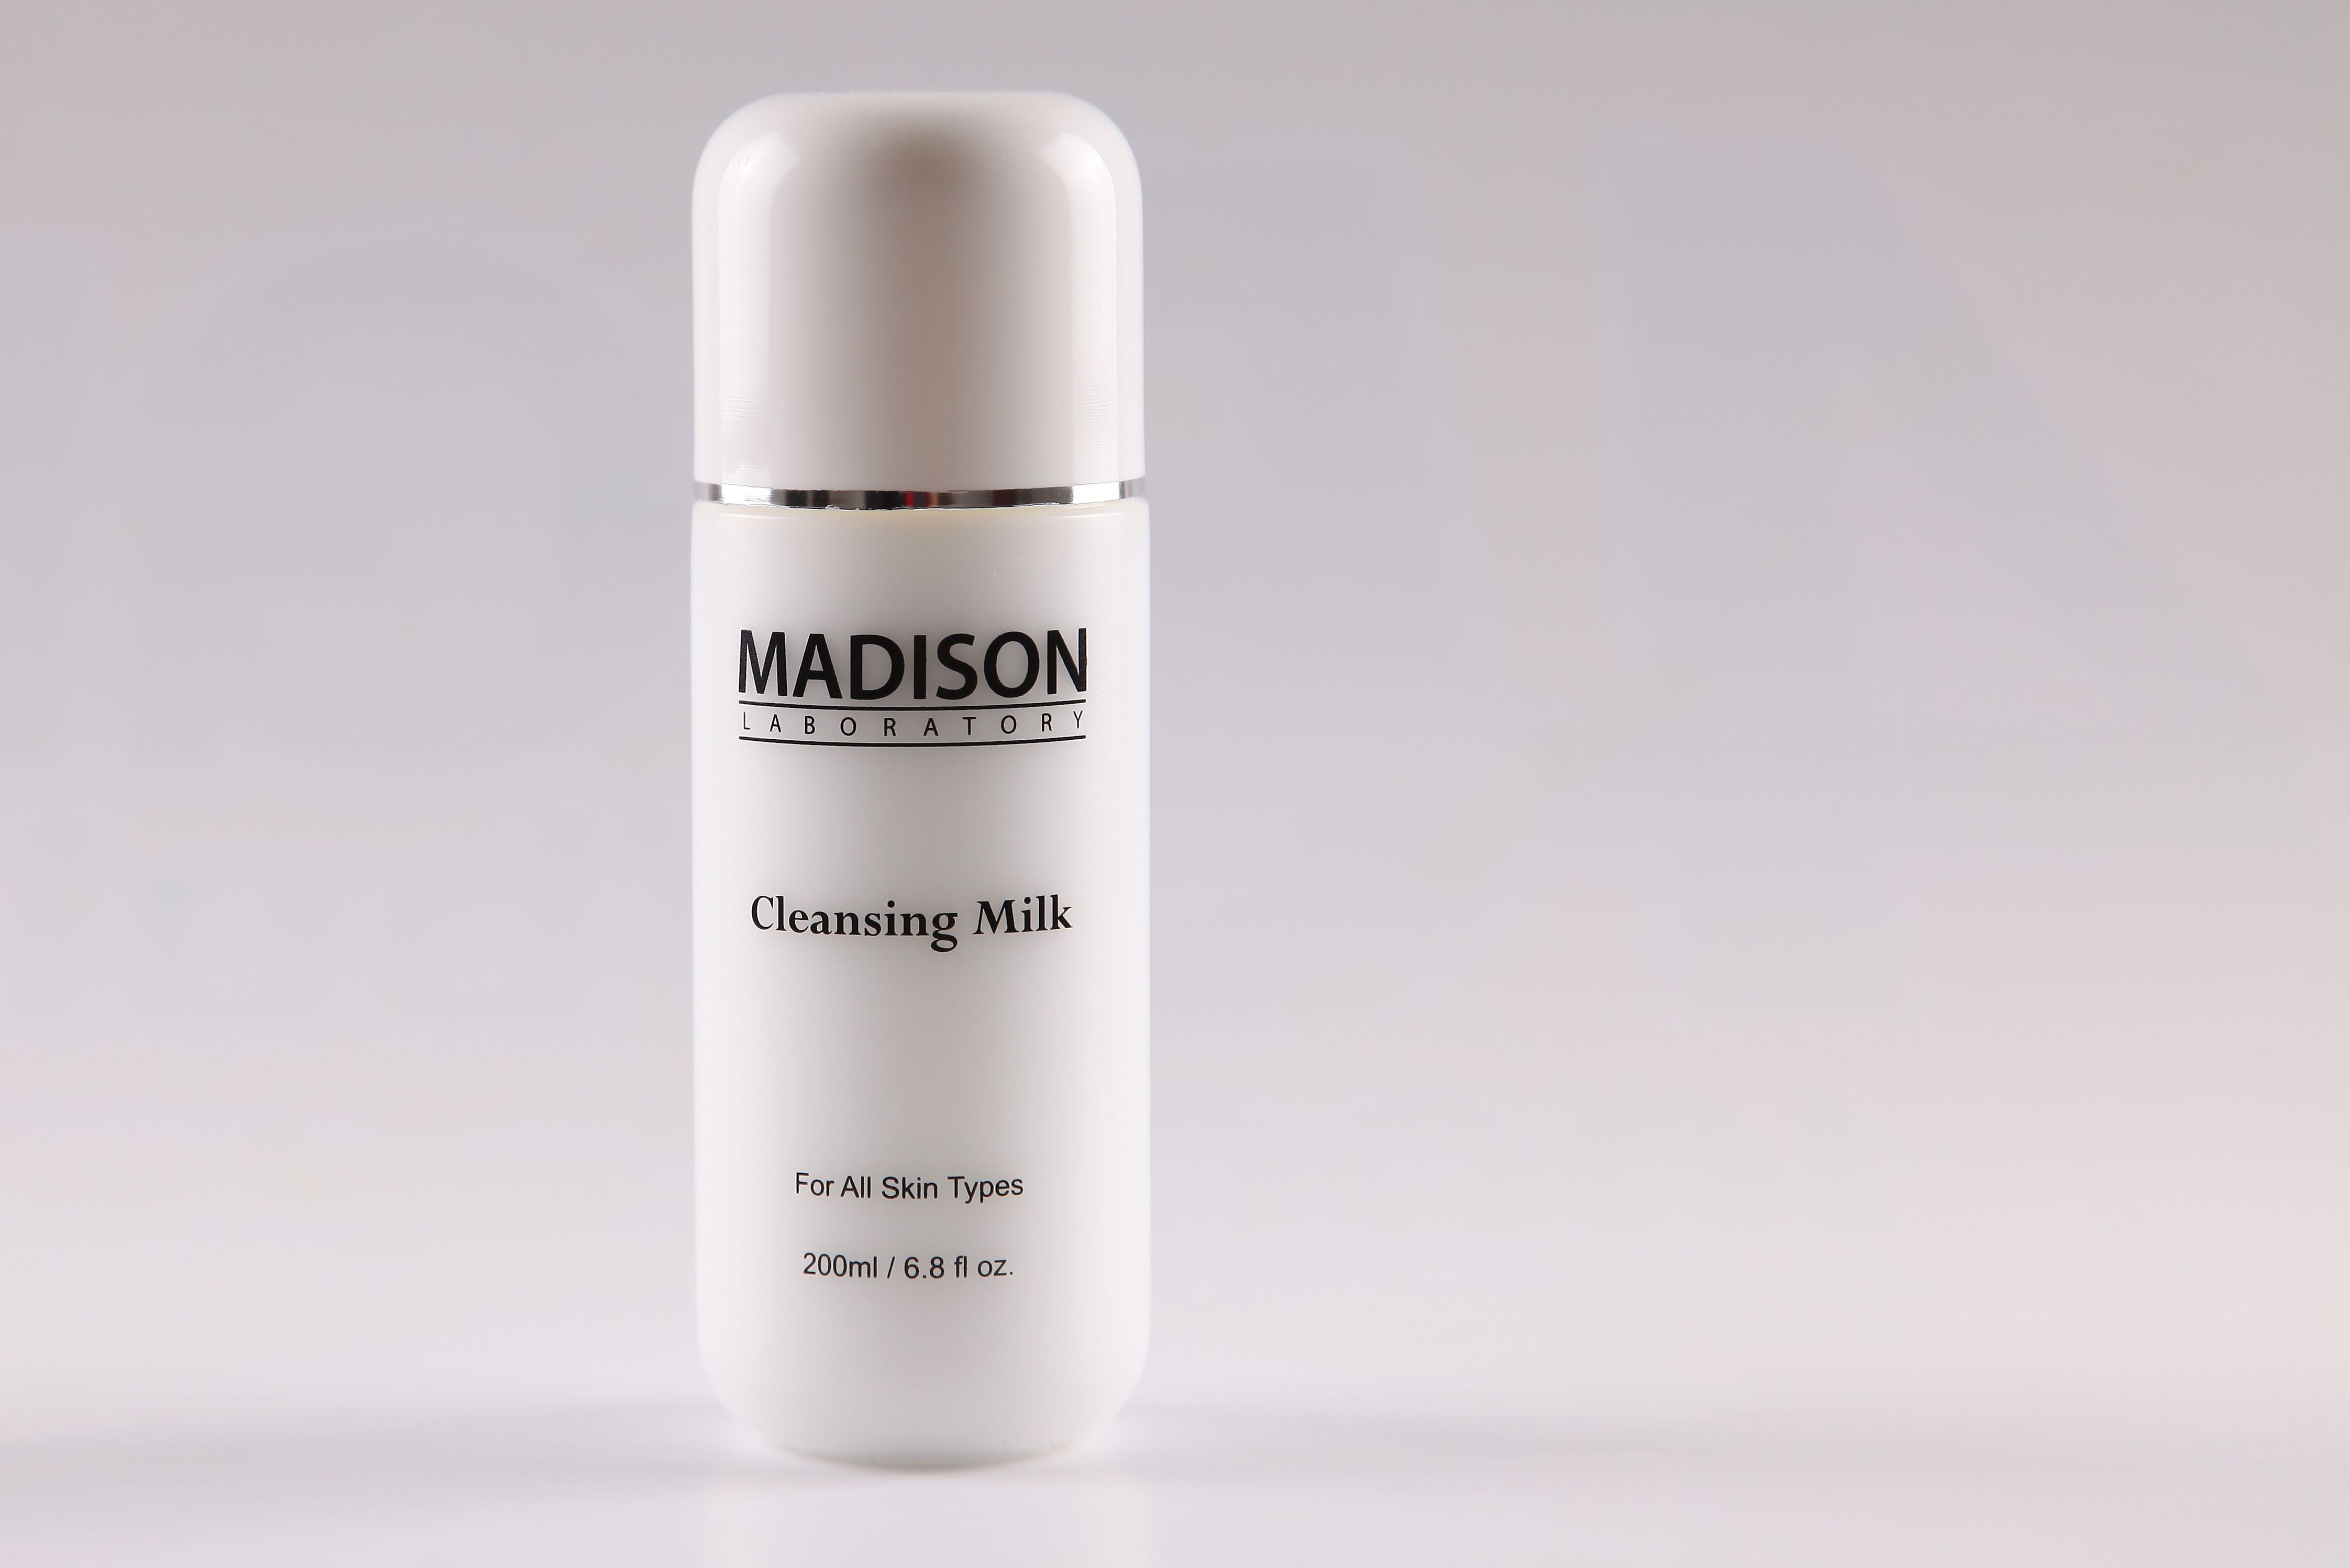 MADISON
LABORATORY
Cleansing Milk
For All Skin Types
200ml / 6.8 fl oz.